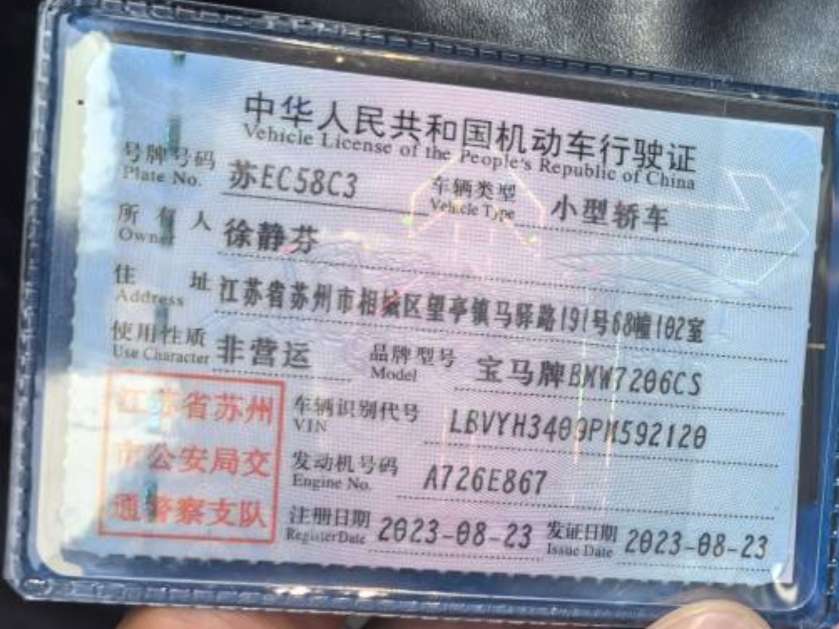 中华人民共和国机动车行驶证
Vehicle License of the People's Republic of China
号牌号码 苏EC58C3 车辆类型 小型轿车
Plate No. Vehicle Type
所有人 徐静芬
Owner
住址 江苏省苏州市相城区望亭镇马驿路191号68幢102室
Address
使用性质 非营运 品牌型号 宝马牌BMW7206CS
Use Character Model
江苏省苏州
市公安局交
通警察支队
车辆识别代号 LBVYH3409PM592120
VIN
发动机号码 A726E867
Engine No.
注册日期 2023-08-23 发证日期 2023-08-23
Register Date Issue Date